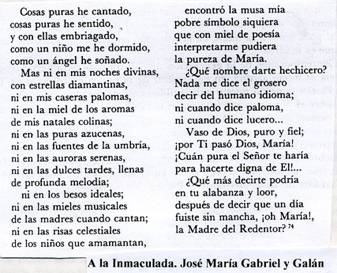 Cosas puras he cantado,
cosas puras he sentido,
y con ellas embriagado,
como un niño me he dormido,
como un ángel he soñado.
Mas ni en mis noches divinas,
con estrellas diamantinas,
ni en mis caseras palomas,
ni en la miel de los aromas
de mis natales colinas;
ni en las puras azucenas,
ni en las fuentes de la umbría,
ni en las auroras serenas,
ni en las dulces tardes, llenas
de profunda melodía;
ni en los besos ideales;
ni en las mieles musicales
de las madres cuando cantan;
ni en las risas celestiales
de los niños que amamantan,
encontró la musa mía
pobre símbolo siquiera
que con miel de poesía
interpretarme pudiera
la pureza de María.
¿Qué nombre darte hechicero?
Nada me dice el grosero
decir del humano idioma;
ni cuando dice paloma,
ni cuando dice lucero...
Vaso de Dios, puro y fiel;
¡por Ti pasó Dios, María!
¡Cuán pura el Señor te haría
para hacerte digna de El!...
¿Qué más decirte podría
en tu alabanza y loor,
después de decir que un día
fuiste sin mancha, ¡oh María!,
la Madre del Redentor? 74
A la Inmaculada. José María Gabriel y Galán